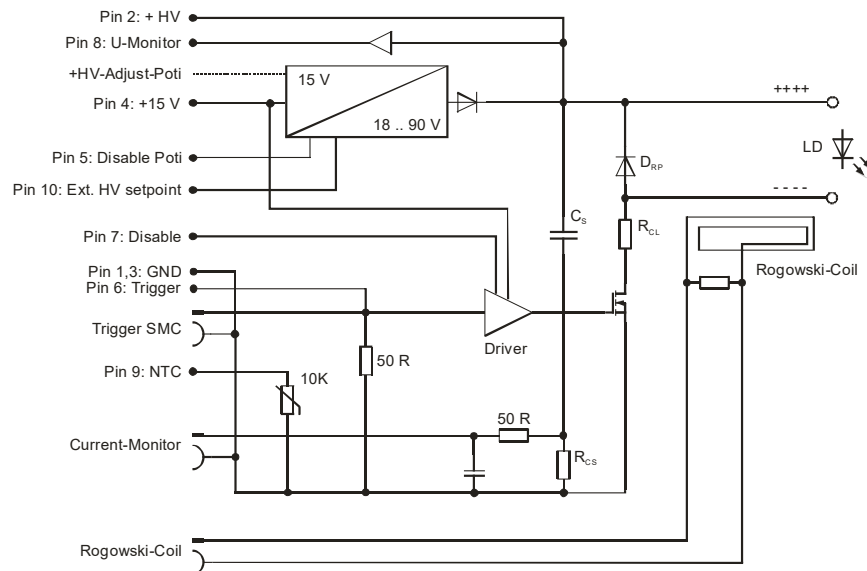 Pin 2: + HV
Pin 8: U-Monitor
+HV-Adjust-Poti
15 V
Pin 4: +15 V
18 .. 90 V
++++
Pin 5: Disable Poti
LD
DRP
Pin 10: Ext. HV setpoint
- - - -
CS
RCL
Pin 7: Disable
Pin 1,3: GND
Rogowski-Coil
Pin 6: Trigger
Trigger SMC
Driver
50 R
Pin 9: NTC
10K
50 R
Current-Monitor
RCS
Rogowski-Coil